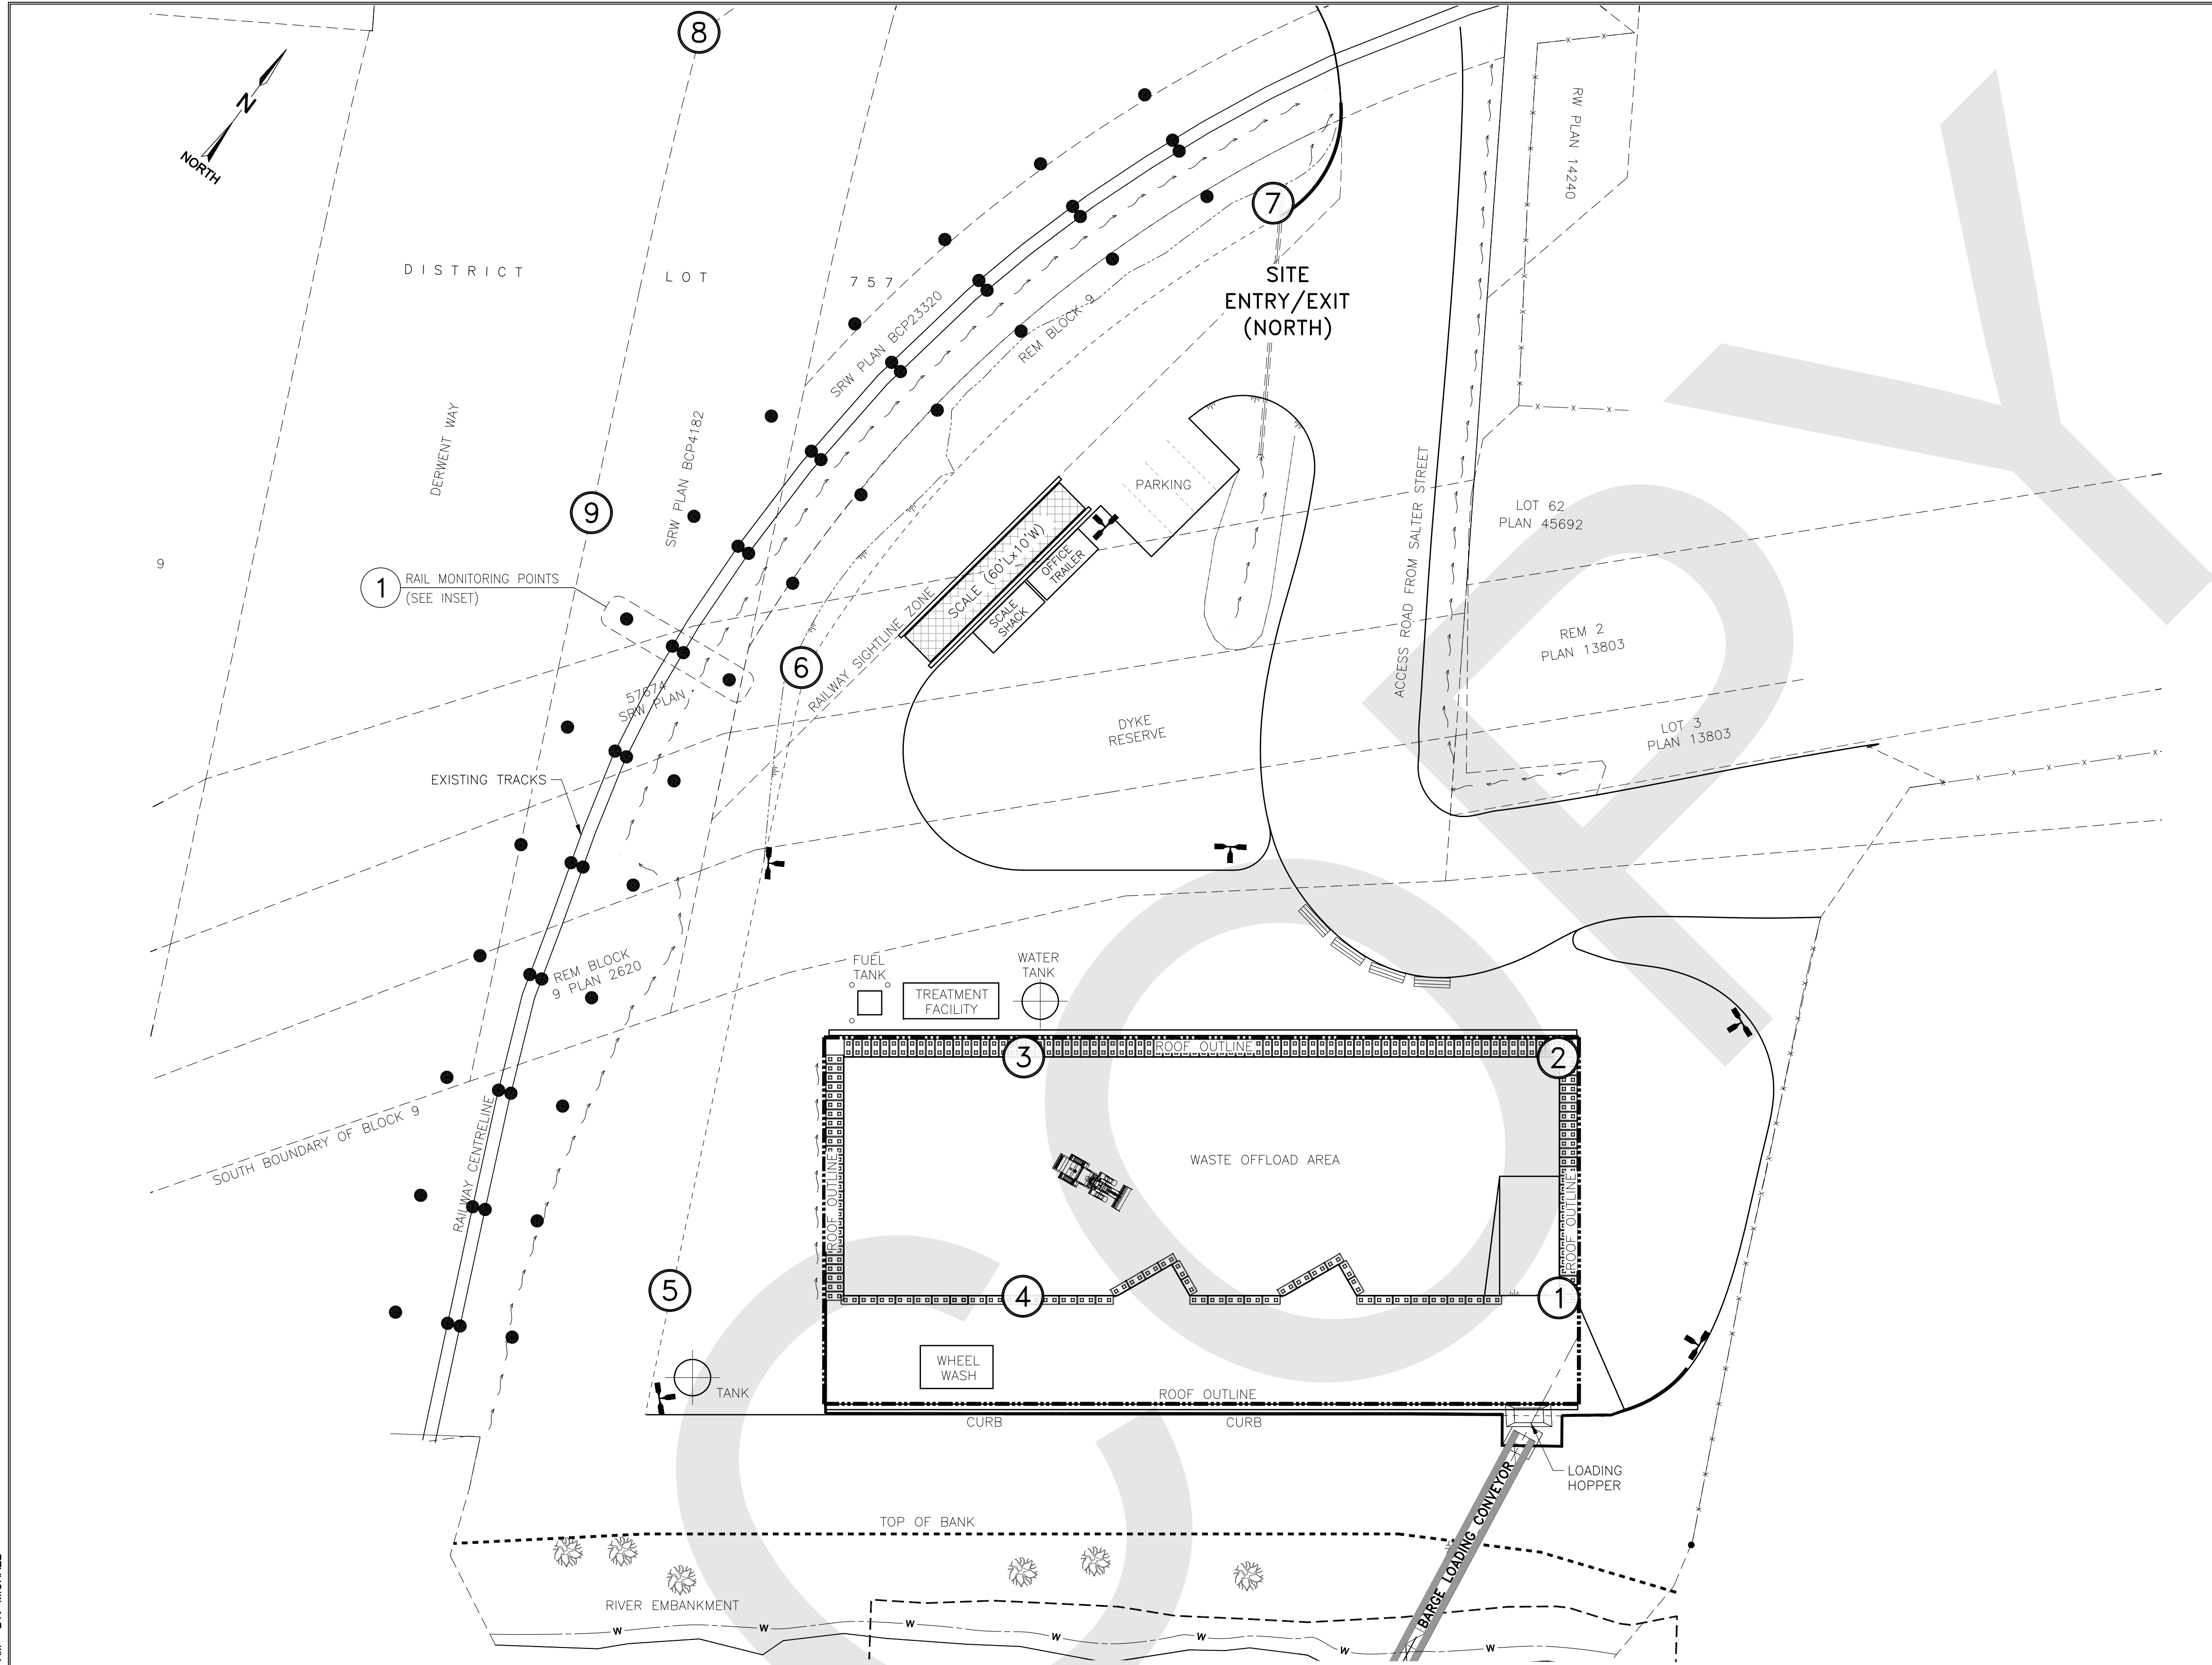 8
N
NORTH
7
SITE
ENTRY/EXIT
(NORTH)
RW PLAN 14240
DISTRICT
LOT
757
SRW PLAN BCP23320
REM BLOCK 9
DERWENT WAY
SRW PLAN BCP4182
9
9
PARKING
SCALE (60'Lx10'W)
OFFICE
TRAILER
SCALE
SHACK
ACCESS ROAD FROM SALTER STREET
LOT 62
PLAN 45692
1
RAIL MONITORING POINTS
(SEE INSET)
6
RAILWAY SIGHTLINE ZONE
57674
SRW PLAN
REM 2
PLAN 13803
DYKE
RESERVE
LOT 3
PLAN 13803
EXISTING TRACKS
REM BLOCK
9 PLAN 2620
FUEL
TANK
WATER
TANK
TREATMENT
FACILITY
3
ROOF OUTLINE
2
SOUTH BOUNDARY OF BLOCK 9
RAILWAY CENTRELINE
ROOF OUTLINE
WASTE OFFLOAD AREA
ROOF OUTLINE
5
4
1
WHEEL
WASH
TANK
ROOF OUTLINE
CURB
CURB
LOADING
HOPPER
BARGE LOADING CONVEYOR
TOP OF BANK
RIVER EMBANKMENT
W
W
W
W
W
W
W
COPY